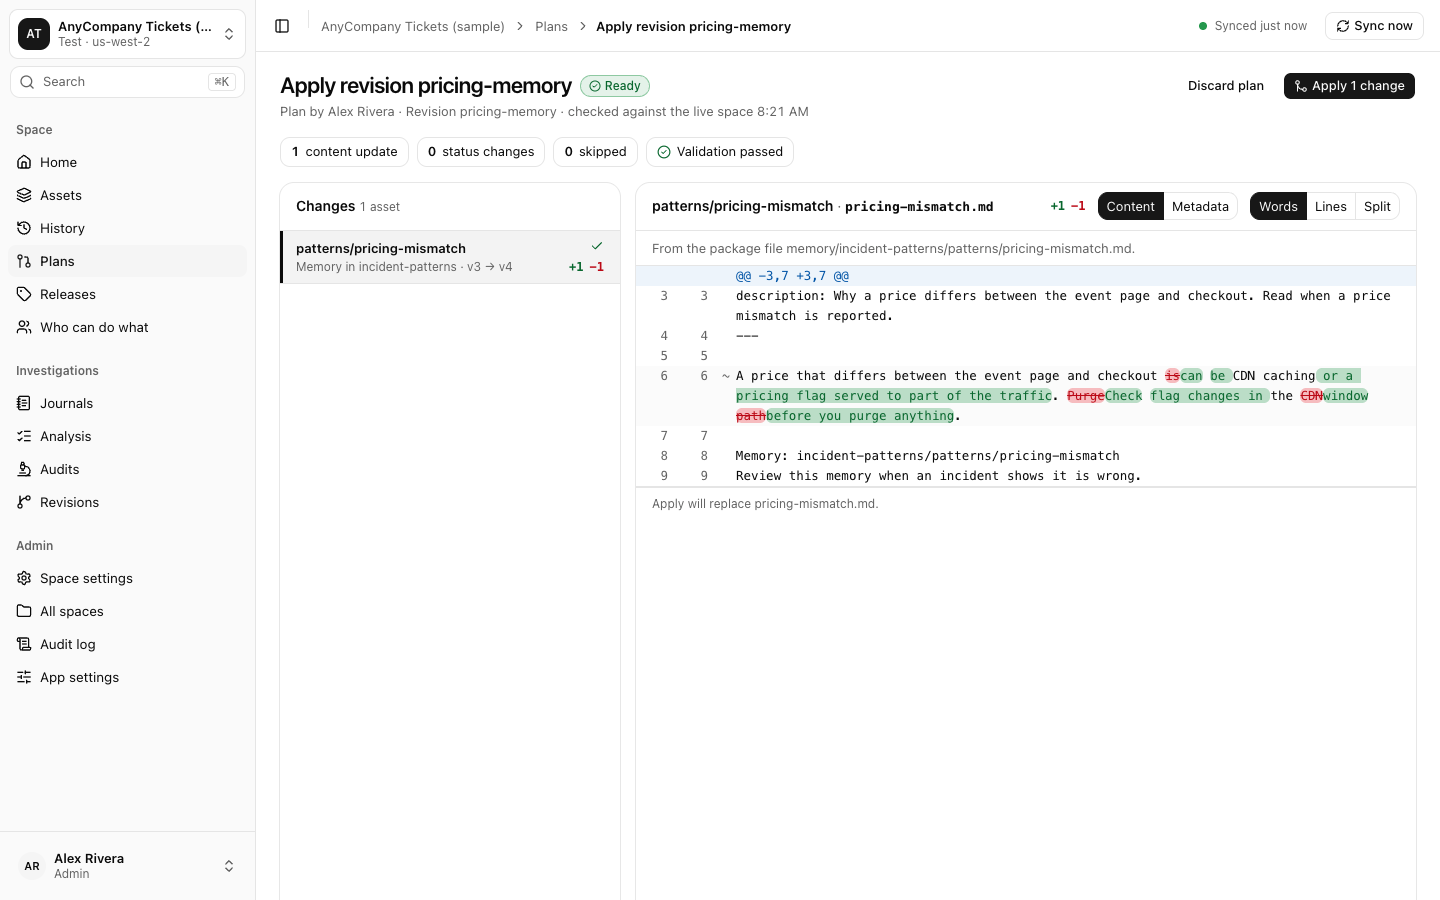 AT
AnyCompany Tickets (...
Test · us-west-2
Search
⌘K
Space
Home
Assets
History
Plans
Releases
Who can do what
Investigations
Journals
Analysis
Audits
Revisions
Admin
Space settings
All spaces
Audit log
App settings
AR
Alex Rivera
Admin
AnyCompany Tickets (sample) > Plans > Apply revision pricing-memory
Synced just now
Sync now
Apply revision pricing-memory
Ready
Discard plan
Apply 1 change
Plan by Alex Rivera · Revision pricing-memory · checked against the live space 8:21 AM
1 content update
0 status changes
0 skipped
Validation passed
Changes 1 asset
patterns/pricing-mismatch
Memory in incident-patterns · v3 → v4
+1 −1
patterns/pricing-mismatch · pricing-mismatch.md
+1 −1
Content
Metadata
Words
Lines
Split
From the package file memory/incident-patterns/patterns/pricing-mismatch.md.
@@ −3,7 +3,7 @@
3 3 description: Why a price differs between the event page and checkout. Read when a price
mismatch is reported.
4 4 ---
5 5
6 6 ~ A price that differs between the event page and checkout iscan be CDN caching or a
pricing flag served to part of the traffic. PurgeCheck flag changes in the CDNwindow
pathbefore you purge anything.
7 7
8 8 Memory: incident-patterns/patterns/pricing-mismatch
9 9 Review this memory when an incident shows it is wrong.
Apply will replace pricing-mismatch.md.